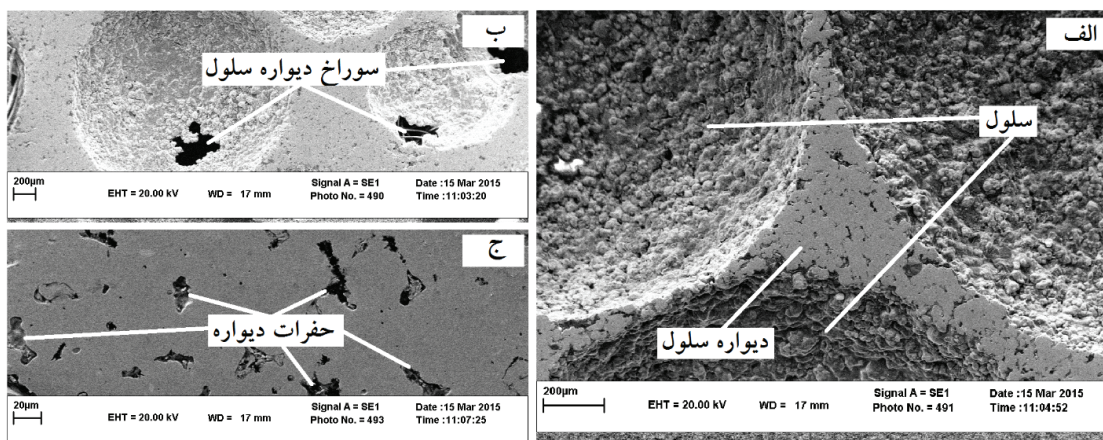 الف
سلول
دیواره سلول
200µm
EHT = 20.00 kV
WD = 17 mm
Signal A = SE1
Photo No. = 491
Date :15 Mar 2015
Time :11:04:52
ب
سوراخ دیواره سلول
200µm
EHT = 20.00 kV
WD = 17 mm
Signal A = SE1
Photo No. = 490
Date :15 Mar 2015
Time :11:03:20
ج
حفرات دیواره
20µm
EHT = 20.00 kV
WD = 17 mm
Signal A = SE1
Photo No. = 493
Date :15 Mar 2015
Time :11:07:25